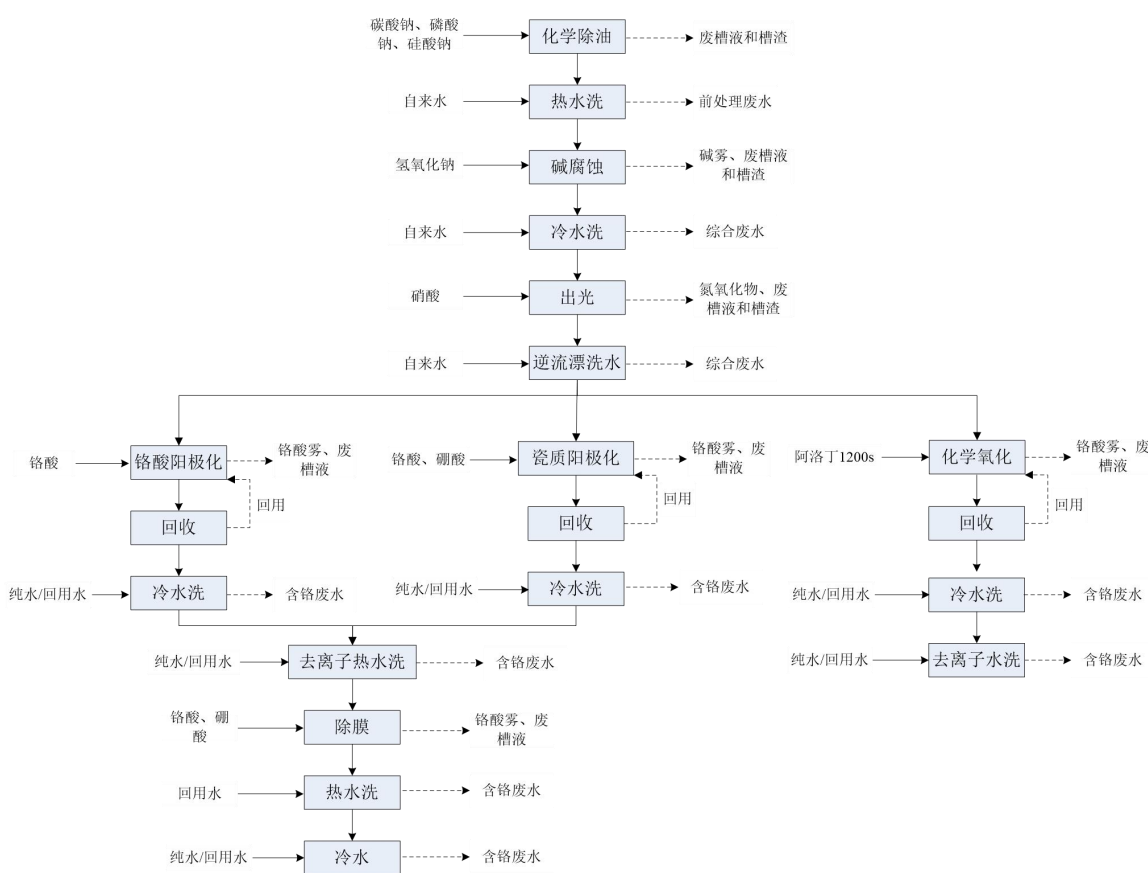 碳酸钠、磷酸
钠、硅酸钠
化学除油
废槽液和槽渣
自来水
热水洗
前处理废水
氢氧化钠
碱腐蚀
碱雾、废槽液
和槽渣
自来水
冷水洗
综合废水
硝酸
出光
氮氧化物、废
槽液和槽渣
自来水
逆流漂洗水
综合废水
铬酸
铬酸阳极化
铬酸雾、废
槽液
回用
回收
纯水/回用水
冷水洗
含铬废水
铬酸、硼酸
瓷质阳极化
铬酸雾、废
槽液
回用
回收
纯水/回用水
冷水洗
含铬废水
阿洛丁1200s
化学氧化
铬酸雾、废
槽液
回用
回收
纯水/回用水
冷水洗
含铬废水
纯水/回用水
去离子水洗
含铬废水
纯水/回用水
去离子热水洗
含铬废水
铬酸、硼
酸
除膜
铬酸雾、废
槽液
回用水
热水洗
含铬废水
纯水/回用水
冷水
含铬废水